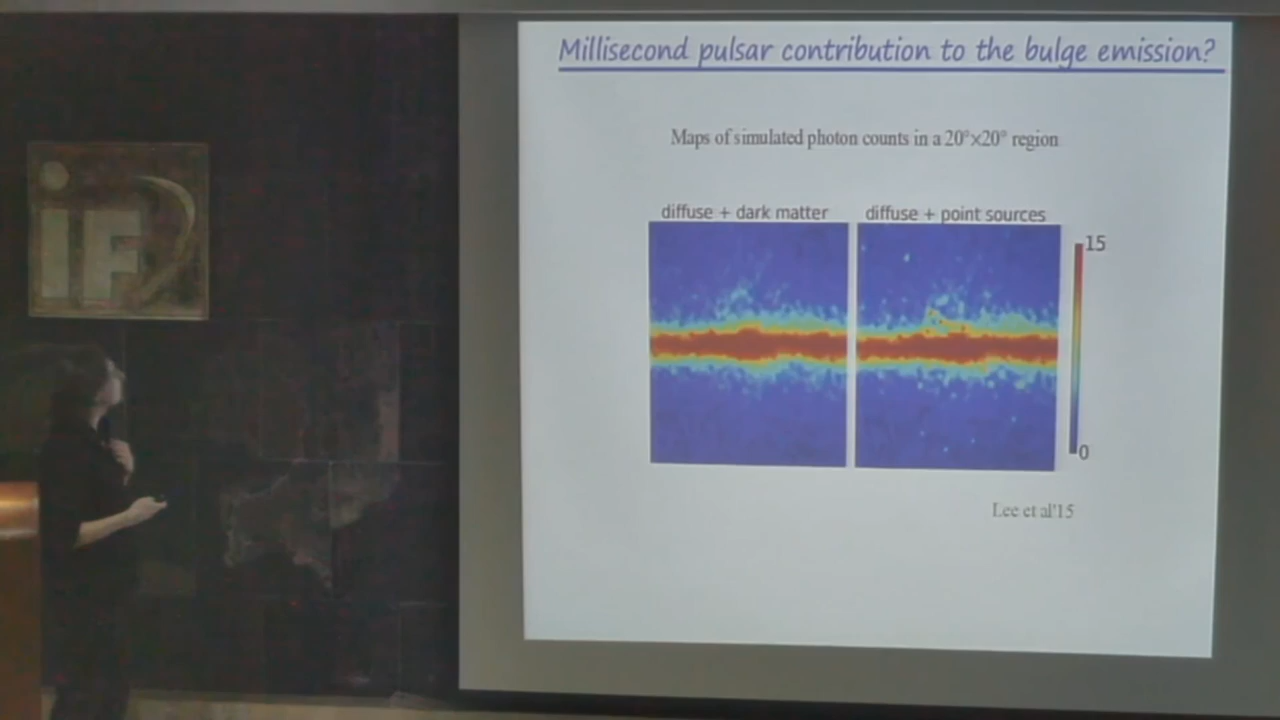 Millisecond pulsar contribution to the bulge emission?
Maps of simulated photon counts in a 20°×20° region
diffuse + dark matter
diffuse + point sources
15
0
Lee et al'15
iF